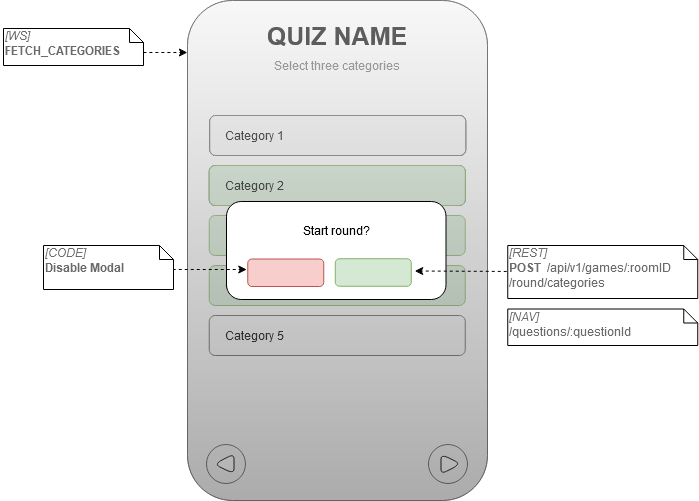 [WS]
FETCH_CATEGORIES
QUIZ NAME
Select three categories
Category 1
Category 2
Start round?
[CODE]
Disable Modal
[REST]
POST /api/v1/games/:roomID
/round/categories
[NAV]
/questions/:questionId
Category 5